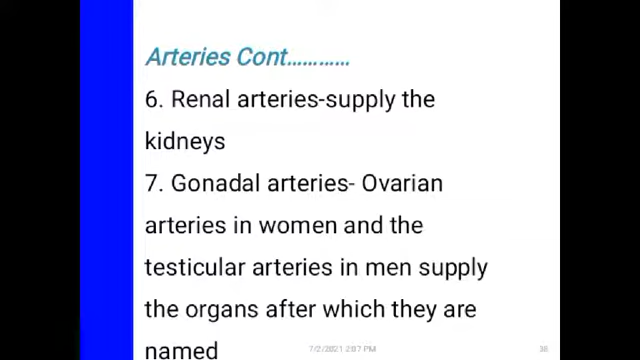 Arteries Cont............
6. Renal arteries-supply the
kidneys
7. Gonadal arteries- Ovarian
arteries in women and the
testicular arteries in men supply
the organs after which they are
named
7/2/2021 2:07 PM
38